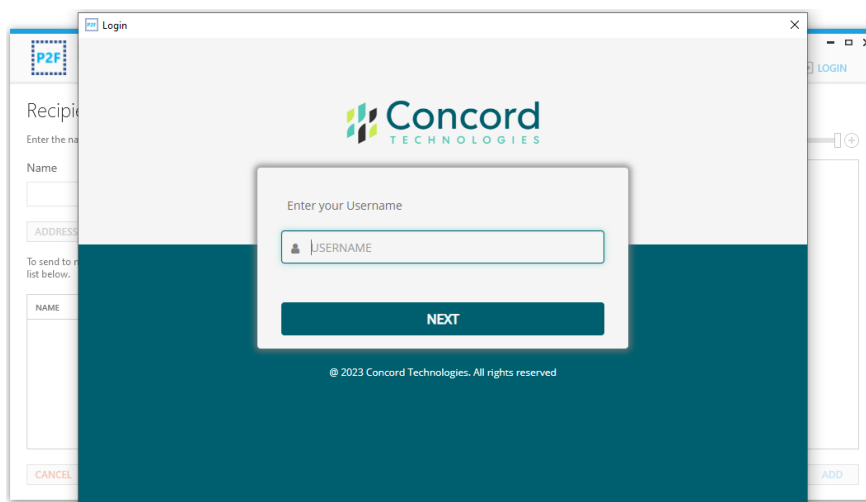 P2F Login
P2F
LOGIN
Recipie
Enter the na
Name
ADDRESS
To send to
list below.
NAME
CANCEL
Concord
TECHNOLOGIES
Enter your Username
USERNAME
NEXT
@ 2023 Concord Technologies. All rights reserved
ADD